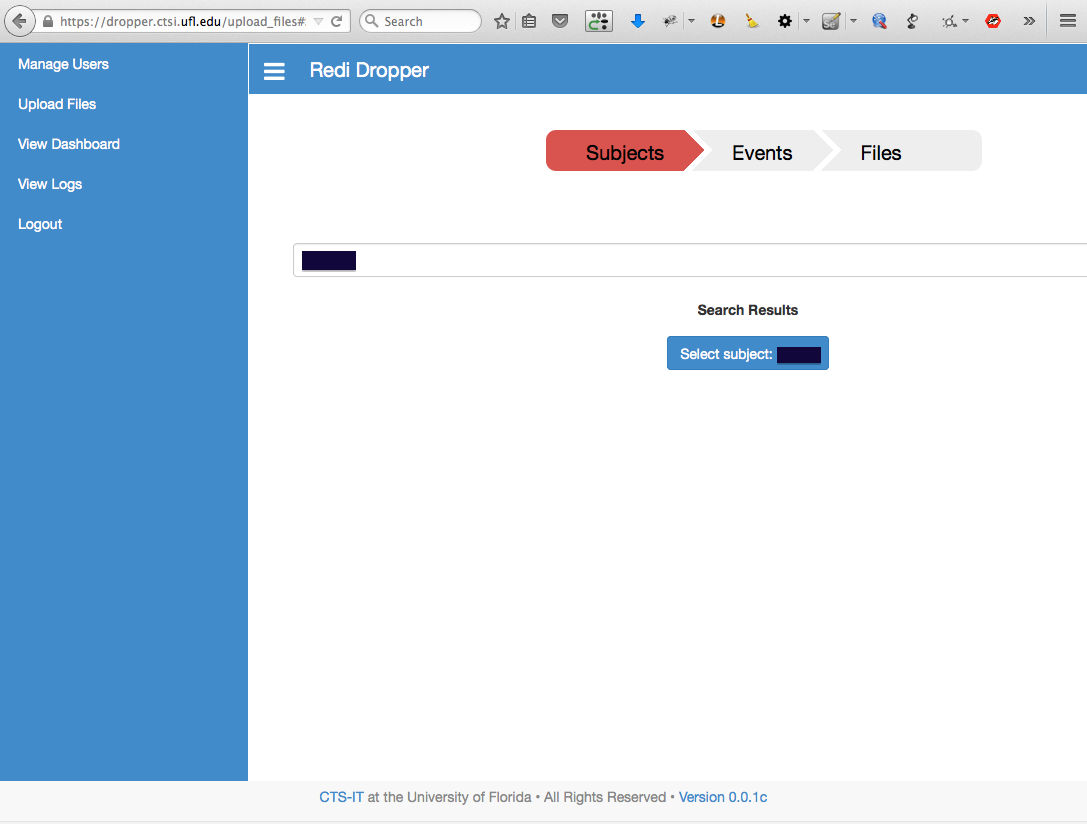 https://dropper.ctsi.ufl.edu/upload_files#
Search
Manage Users
Upload Files
View Dashboard
View Logs
Logout
Redi Dropper
Subjects
Events
Files
Search Results
Select subject:
CTS-IT at the University of Florida • All Rights Reserved • Version 0.0.1c